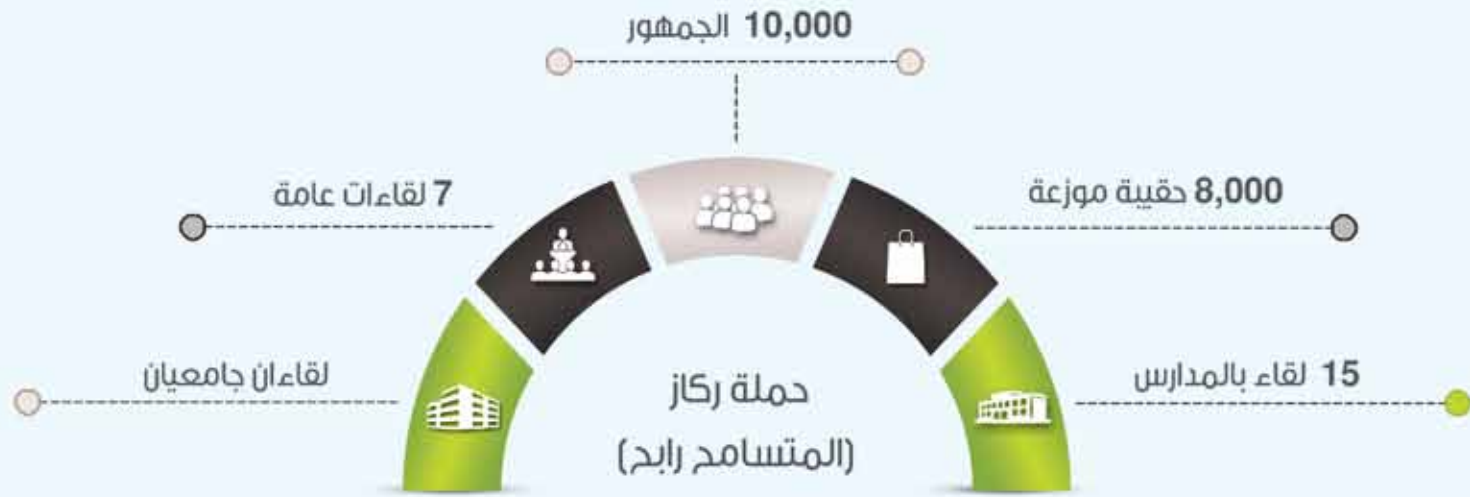 10,000 الجمهور
8,000 حقيبة موزعة
7 لقاءات عامة
15 لقاء بالمدارس
لقاءان جامعيان
حملة ركاز
(المتسامح رابح)